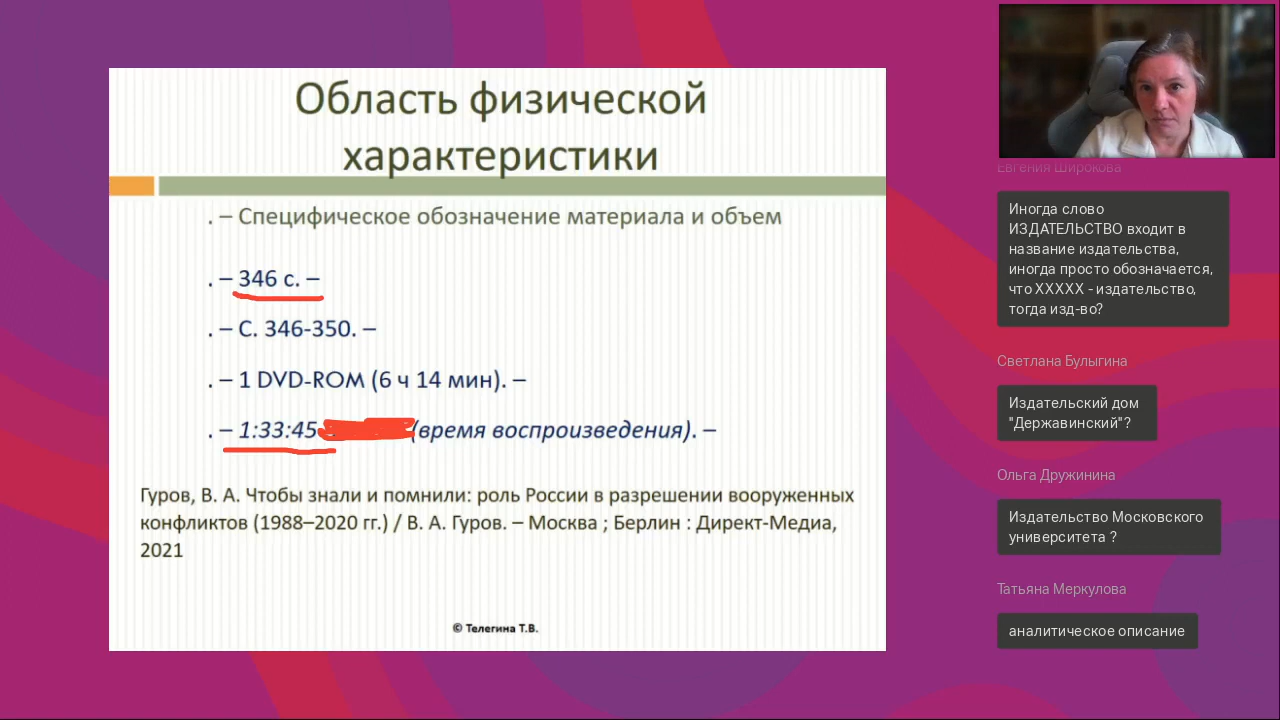 Область физической
характеристики
. – Специфическое обозначение материала и объем
. – 346 с. –
. – С. 346-350. –
. – 1 DVD-ROM (6 ч 14 мин). –
. – 1:33:45 (время воспроизведения). –
Гуров, В. А. Чтобы знали и помнили: роль России в разрешении вооруженных
конфликтов (1988–2020 гг.) / В. А. Гуров. – Москва ; Берлин : Директ-Медиа,
2021
© Телегина Т.В.
Евгения Широкова
Иногда слово
ИЗДАТЕЛЬСТВО входит в
название издательства,
иногда просто обозначается,
что ХХХХХ - издательство,
тогда изд-во?
Светлана Булыгина
Издательский дом
"Державинский"?
Ольга Дружинина
Издательство Московского
университета ?
Татьяна Меркулова
аналитическое описание